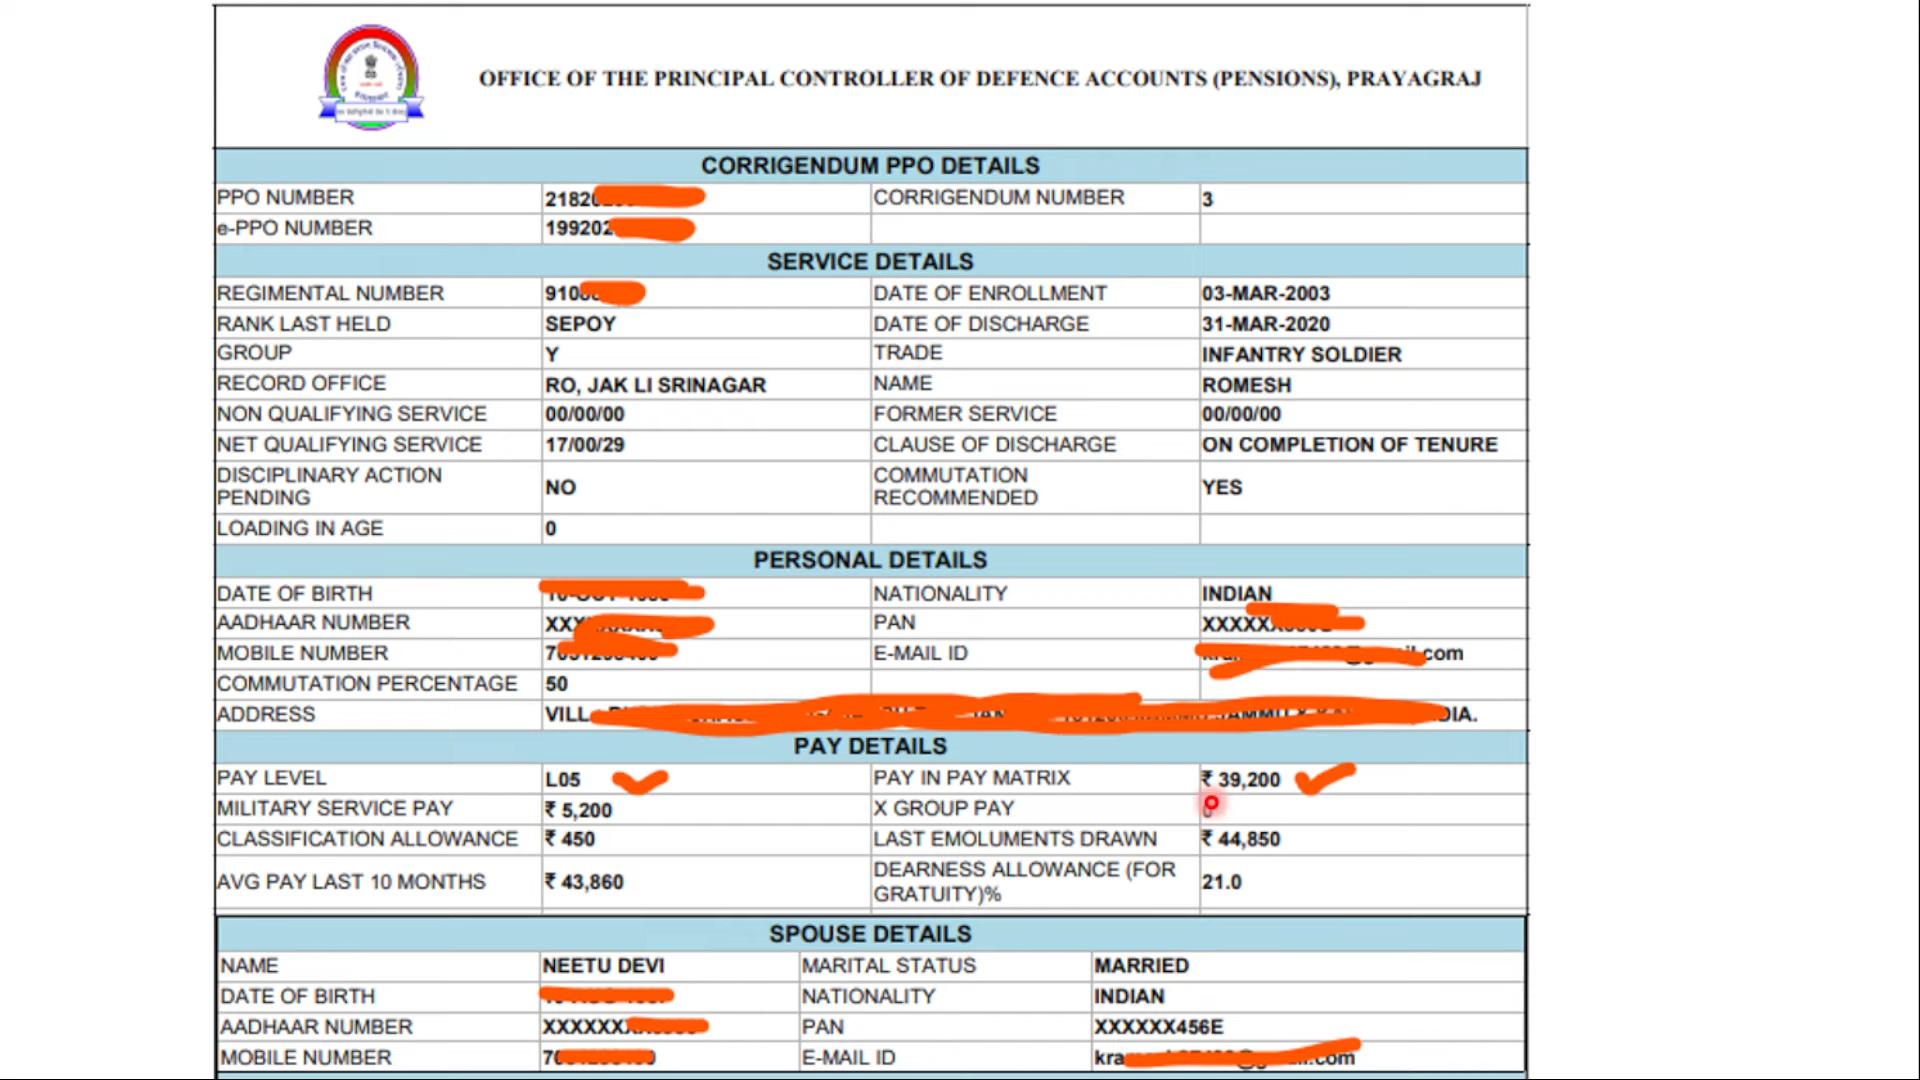 OFFICE OF THE PRINCIPAL CONTROLLER OF DEFENCE ACCOUNTS (PENSIONS), PRAYAGRAJ
CORRIGENDUM PPO DETAILS
PPO NUMBER 2182 CORRIGENDUM NUMBER 3
e-PPO NUMBER 199202
SERVICE DETAILS
REGIMENTAL NUMBER 910 DATE OF ENROLLMENT 03-MAR-2003
RANK LAST HELD SEPOY DATE OF DISCHARGE 31-MAR-2020
GROUP Y TRADE INFANTRY SOLDIER
RECORD OFFICE RO, JAK LI SRINAGAR NAME ROMESH
NON QUALIFYING SERVICE 00/00/00 FORMER SERVICE 00/00/00
NET QUALIFYING SERVICE 17/00/29 CLAUSE OF DISCHARGE ON COMPLETION OF TENURE
DISCIPLINARY ACTION PENDING NO COMMUTATION RECOMMENDED YES
LOADING IN AGE 0
PERSONAL DETAILS
DATE OF BIRTH NATIONALITY INDIAN
AADHAAR NUMBER XXX PAN XXXXXX
MOBILE NUMBER 7 E-MAIL ID .com
COMMUTATION PERCENTAGE 50
ADDRESS VILL DIA.
PAY DETAILS
PAY LEVEL L05 PAY IN PAY MATRIX ₹ 39,200
MILITARY SERVICE PAY ₹ 5,200 X GROUP PAY
CLASSIFICATION ALLOWANCE ₹ 450 LAST EMOLUMENTS DRAWN ₹ 44,850
AVG PAY LAST 10 MONTHS ₹ 43,860 DEARNESS ALLOWANCE (FOR GRATUITY)% 21.0
SPOUSE DETAILS
NAME NEETU DEVI MARITAL STATUS MARRIED
DATE OF BIRTH NATIONALITY INDIAN
AADHAAR NUMBER XXXXXXX PAN XXXXXX456E
MOBILE NUMBER 7 E-MAIL ID kra .com